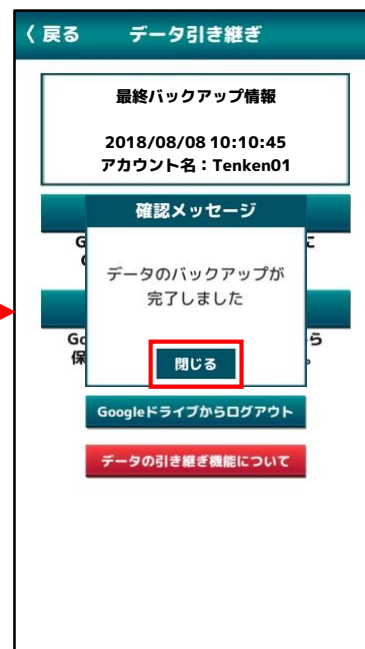 〈 戻る データ引き継ぎ
最終バックアップ情報
2018/08/08 10:10:45
アカウント名：Tenken01
確認メッセージ
データのバックアップが
完了しました
閉じる
Googleドライブからログアウト
データの引き継ぎ機能について